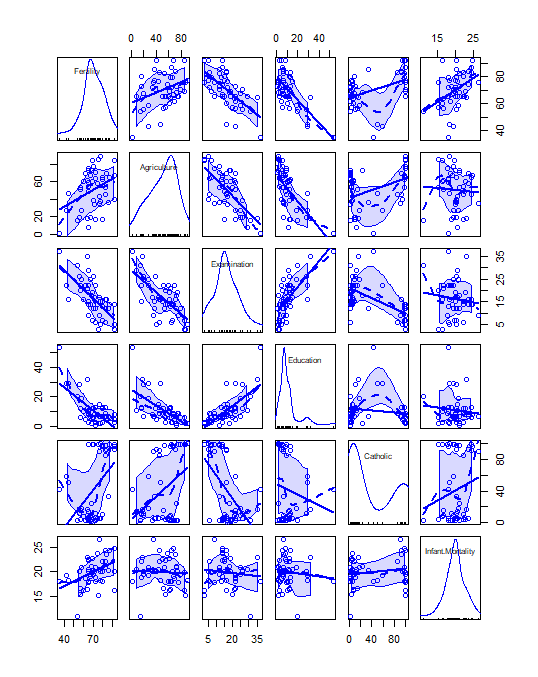 0 40 80 0 20 40 15 25
Fertility 40 60 80
0 20 60 Agriculture
Examination 5 15 25 35
0 20 40 Education
Catholic 0 40 80
15 20 25 Infant.Mortality
40 70 5 20 35 0 40 80